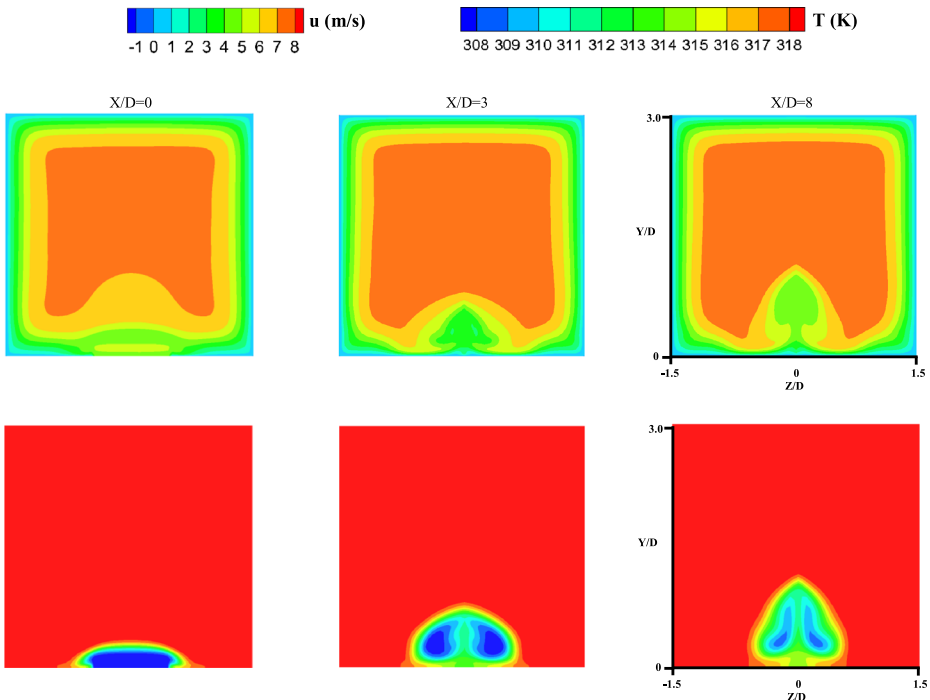 u (m/s)
-1 0 1 2 3 4 5 6 7 8
T (K)
308 309 310 311 312 313 314 315 316 317 318
X/D=0
X/D=3
X/D=8
3.0
Y/D
0
-1.5 0 1.5
Z/D
3.0
Y/D
0
-1.5 0 1.5
Z/D